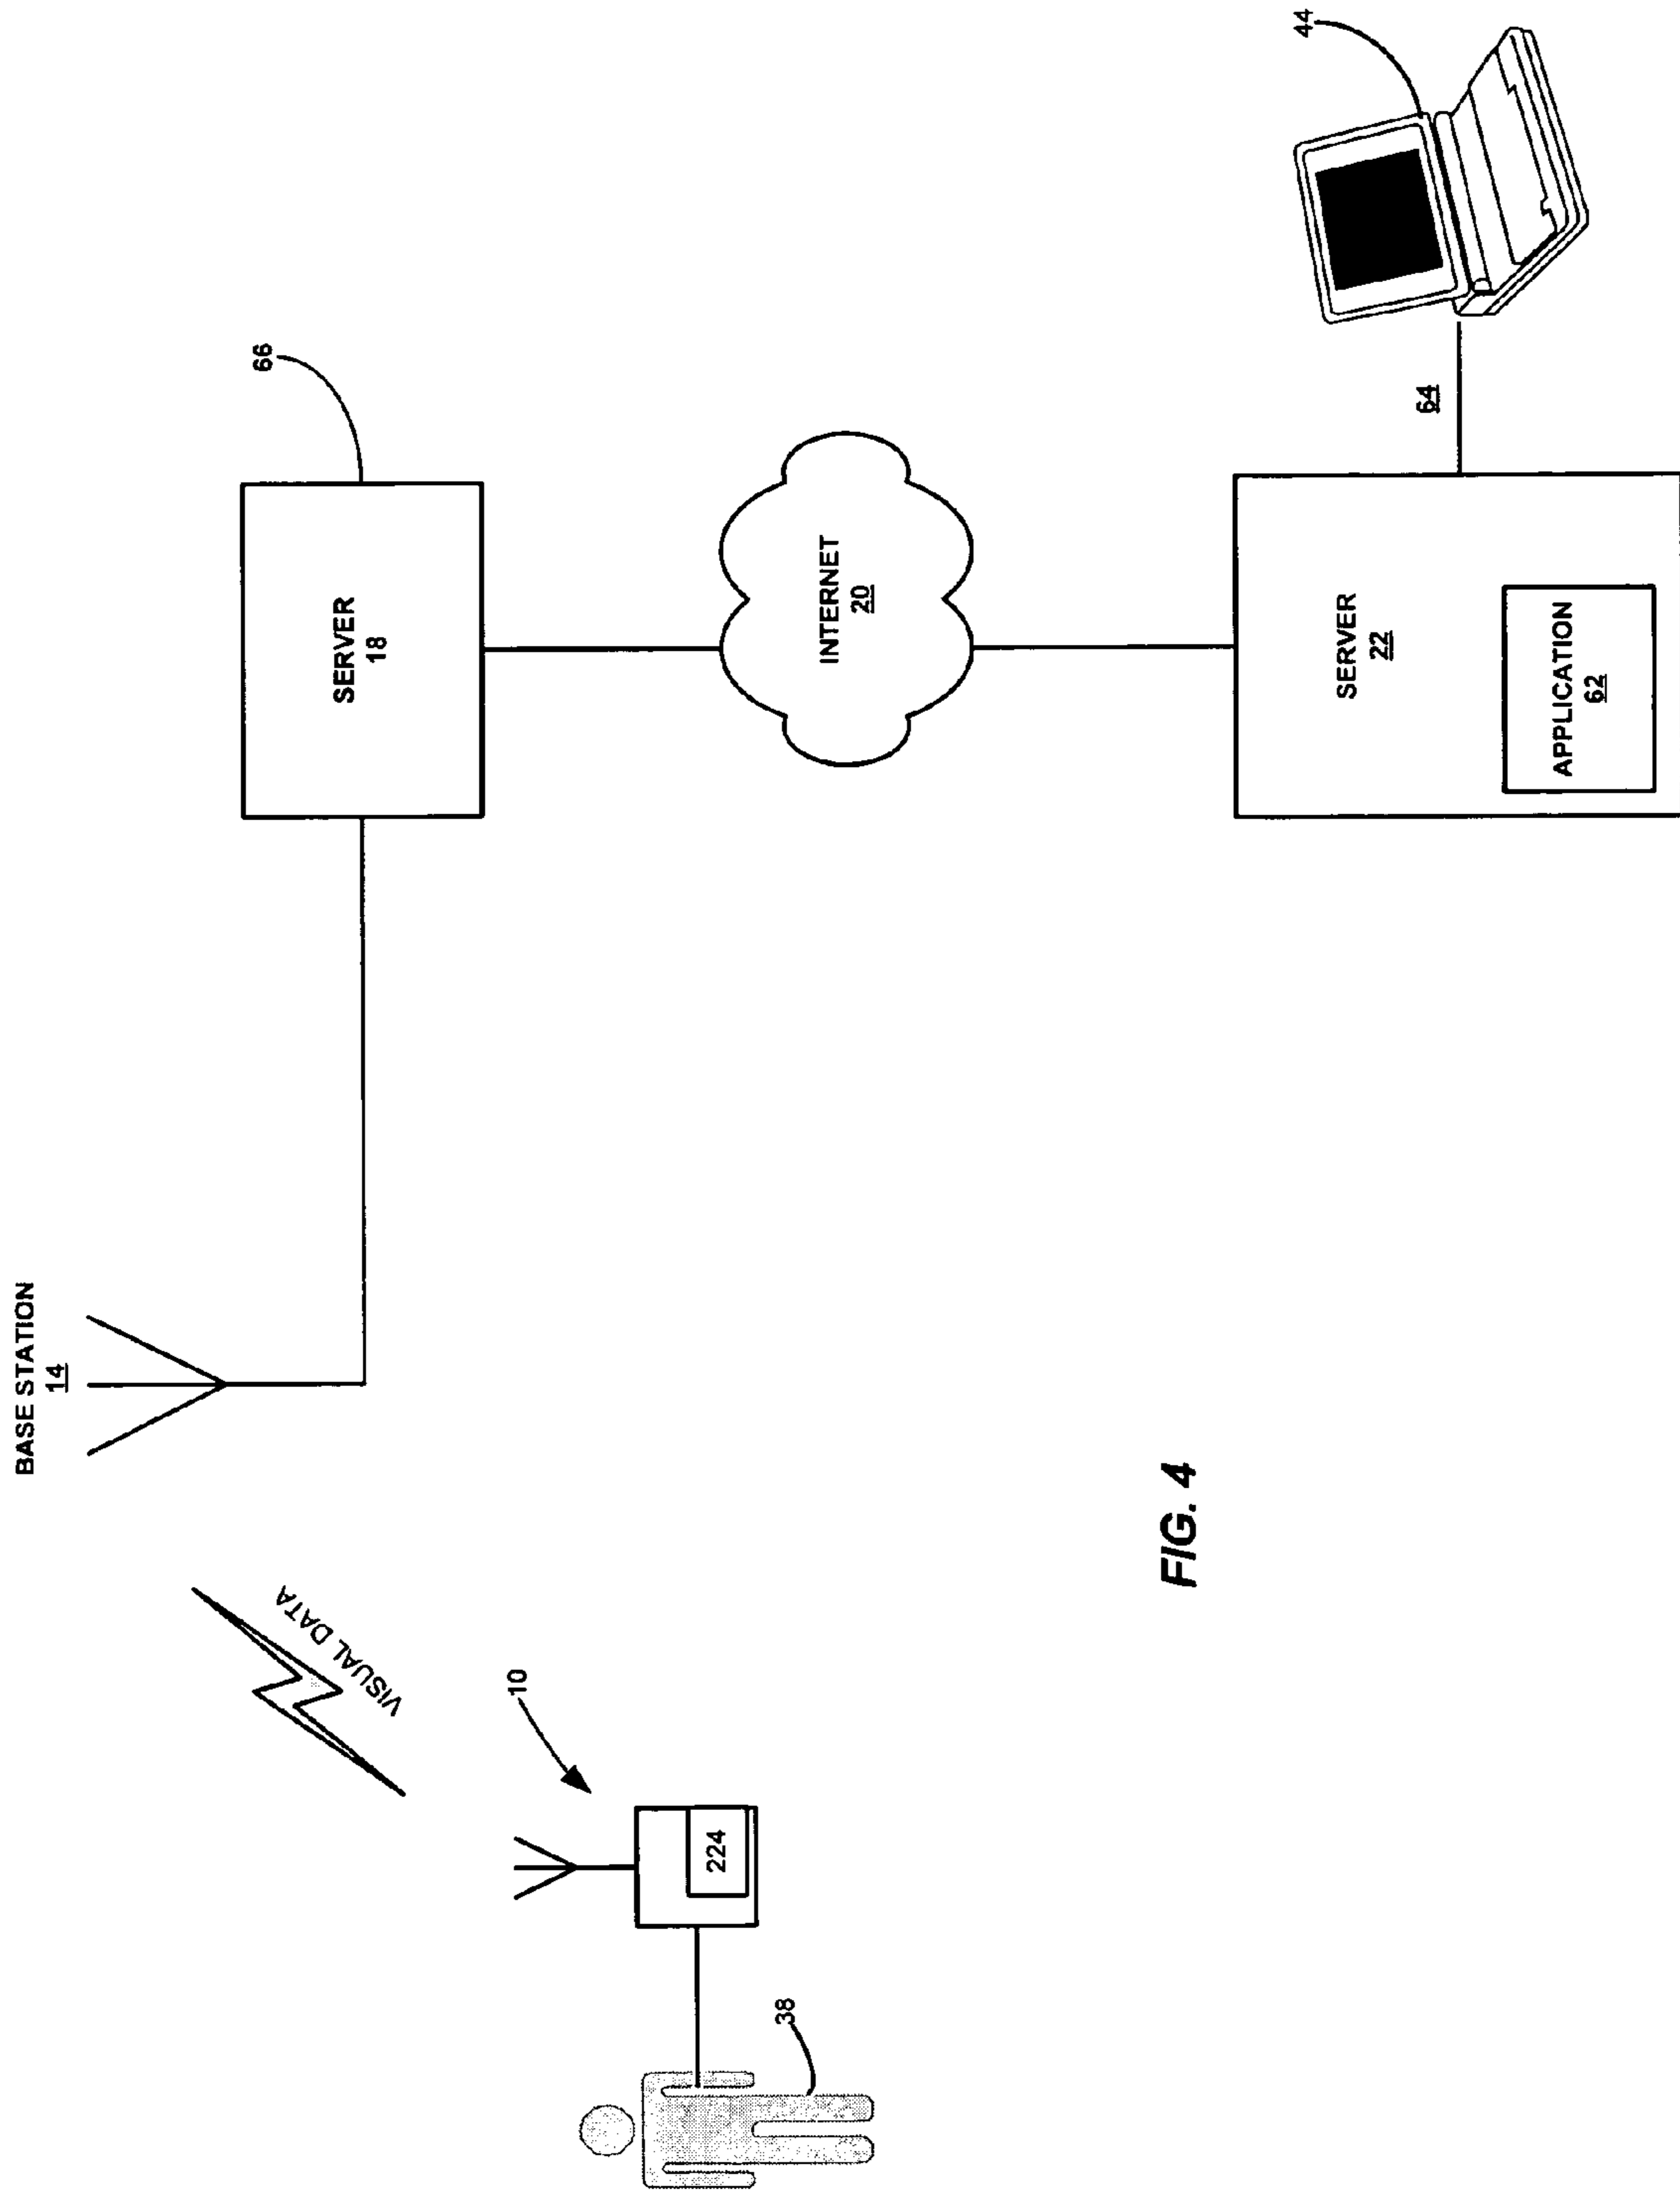 BASE STATION
14
VISUAL DATA
10
224
38
SERVER
18
66
INTERNET
20
SERVER
22
APPLICATION
62
64
44
FIG. 4